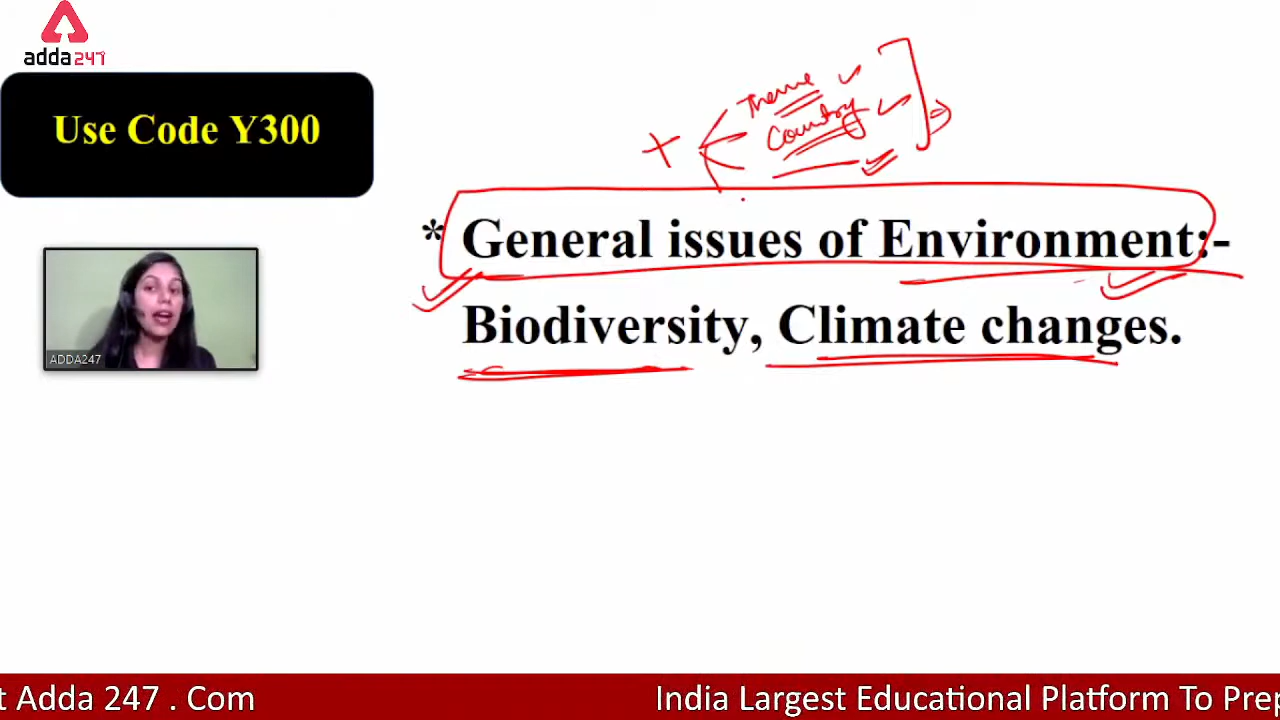 adda247
Use Code Y300
Theme
Country
* General issues of Environment:-
Biodiversity, Climate changes.
ADDA247
t Adda 247 . Com
India Largest Educational Platform To Prep